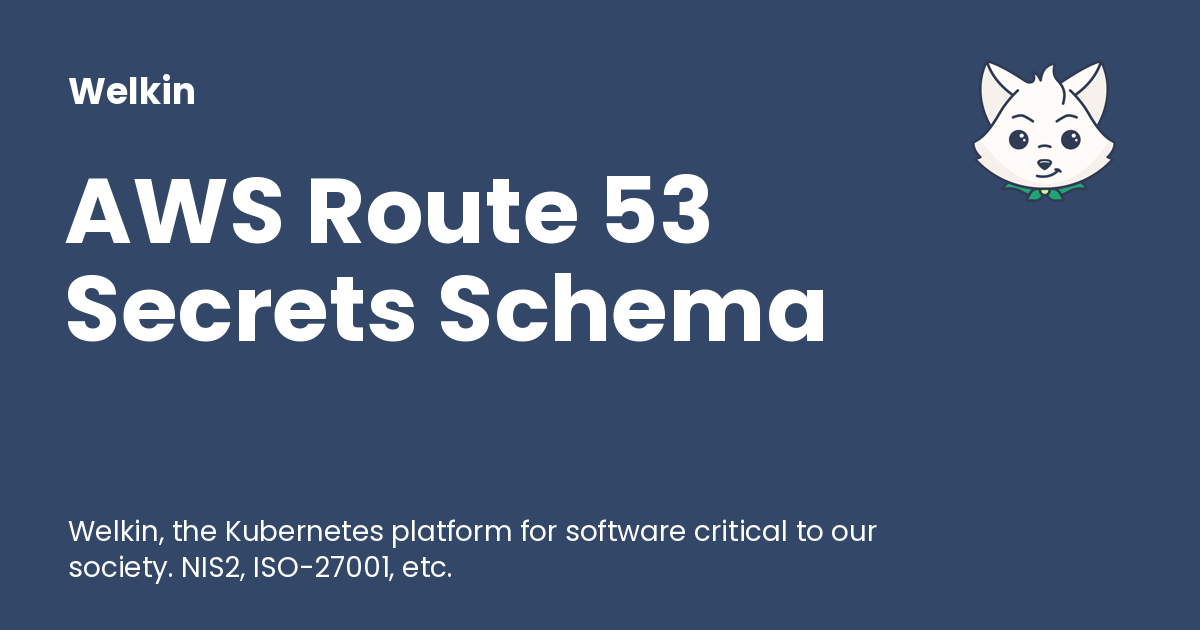 Welkin
AWS Route 53
Secrets Schema
Welkin, the Kubernetes platform for software critical to our
society. NIS2, ISO-27001, etc.